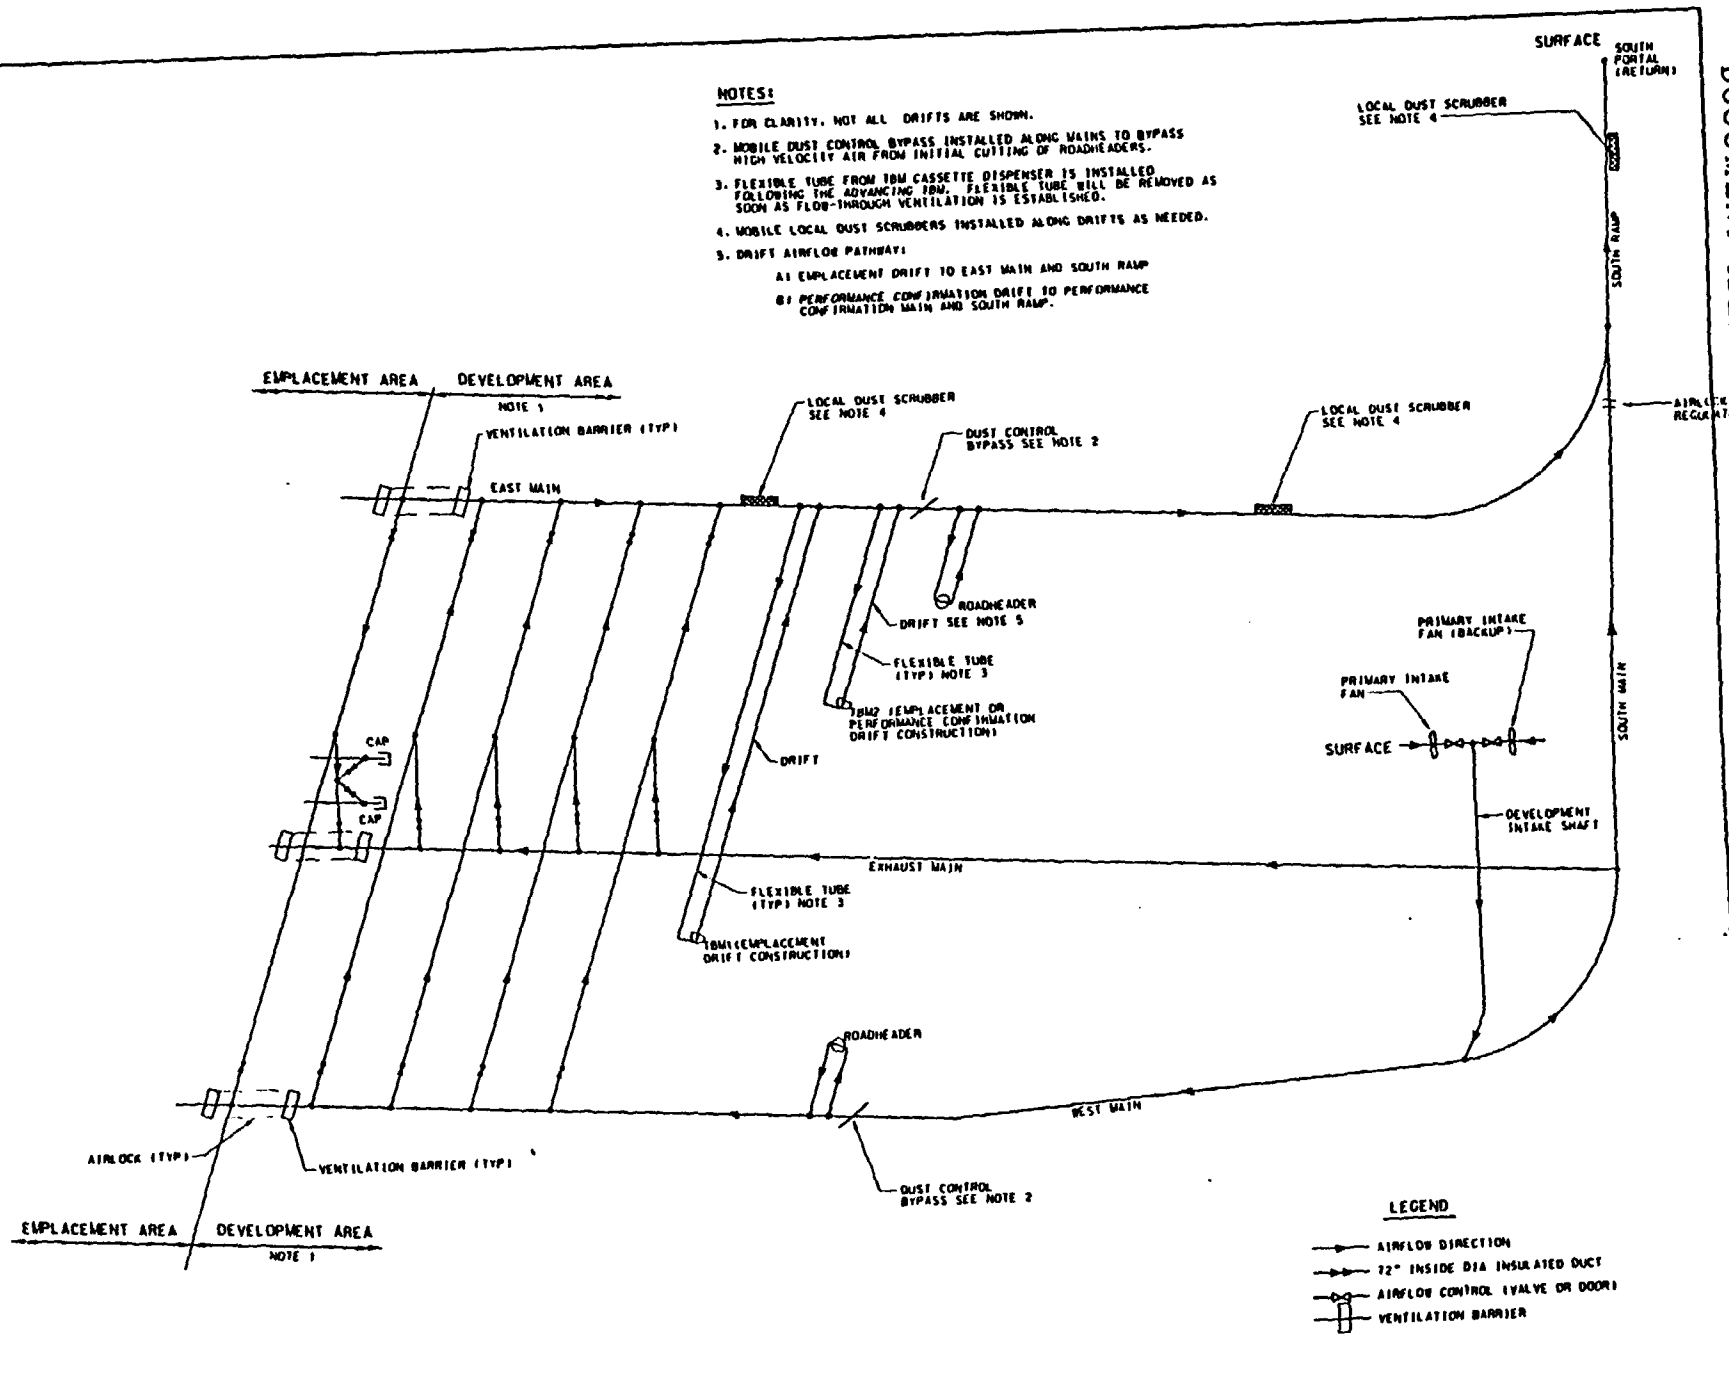 SURFACE
SOUTH
PORTAL
(RETURN)
LOCAL DUST SCRUBBER
SEE NOTE 4
NOTES:
1. FOR CLARITY, NOT ALL DRIFTS ARE SHOWN.
2. MOBILE DUST CONTROL BYPASS INSTALLED ALONG MAINS TO BYPASS
HIGH VELOCITY AIR FROM INITIAL CUTTING OF ROADHEADERS.
3. FLEXIBLE TUBE FROM TBM CASSETTE DISPENSER IS INSTALLED
FOLLOWING THE ADVANCING TBM. FLEXIBLE TUBE WILL BE REMOVED AS
SOON AS FLOW-THROUGH VENTILATION IS ESTABLISHED.
4. MOBILE LOCAL DUST SCRUBBERS INSTALLED ALONG DRIFTS AS NEEDED.
5. DRIFT AIRFLOW PATHWAY:
A: EMPLACEMENT DRIFT TO EAST MAIN AND SOUTH RAMP
B: PERFORMANCE CONFIRMATION DRIFT TO PERFORMANCE
CONFIRMATION MAIN AND SOUTH RAMP.
SOUTH RAMP
EMPLACEMENT AREA
DEVELOPMENT AREA
NOTE 1
VENTILATION BARRIER (TYP)
EAST MAIN
LOCAL DUST SCRUBBER
SEE NOTE 4
DUST CONTROL
BYPASS SEE NOTE 2
LOCAL DUST SCRUBBER
SEE NOTE 4
ROADHEADER
DRIFT SEE NOTE 5
FLEXIBLE TUBE
(TYP) NOTE 3
TBM2 (EMPLACEMENT OR
PERFORMANCE CONFIRMATION
DRIFT CONSTRUCTION)
DRIFT
PRIMARY INTAKE
FAN (BACKUP)
PRIMARY INTAKE
FAN
SURFACE
SOUTH MAIN
DEVELOPMENT
INTAKE SHAFT
CAP
CAP
EXHAUST MAIN
FLEXIBLE TUBE
(TYP) NOTE 3
TBM1 (EMPLACEMENT
DRIFT CONSTRUCTION)
ROADHEADER
WEST MAIN
AIRLOCK (TYP)
VENTILATION BARRIER (TYP)
DUST CONTROL
BYPASS SEE NOTE 2
EMPLACEMENT AREA
DEVELOPMENT AREA
NOTE 1
LEGEND
AIRFLOW DIRECTION
72" INSIDE DIA INSULATED DUCT
AIRFLOW CONTROL (VALVE OR DOOR)
VENTILATION BARRIER